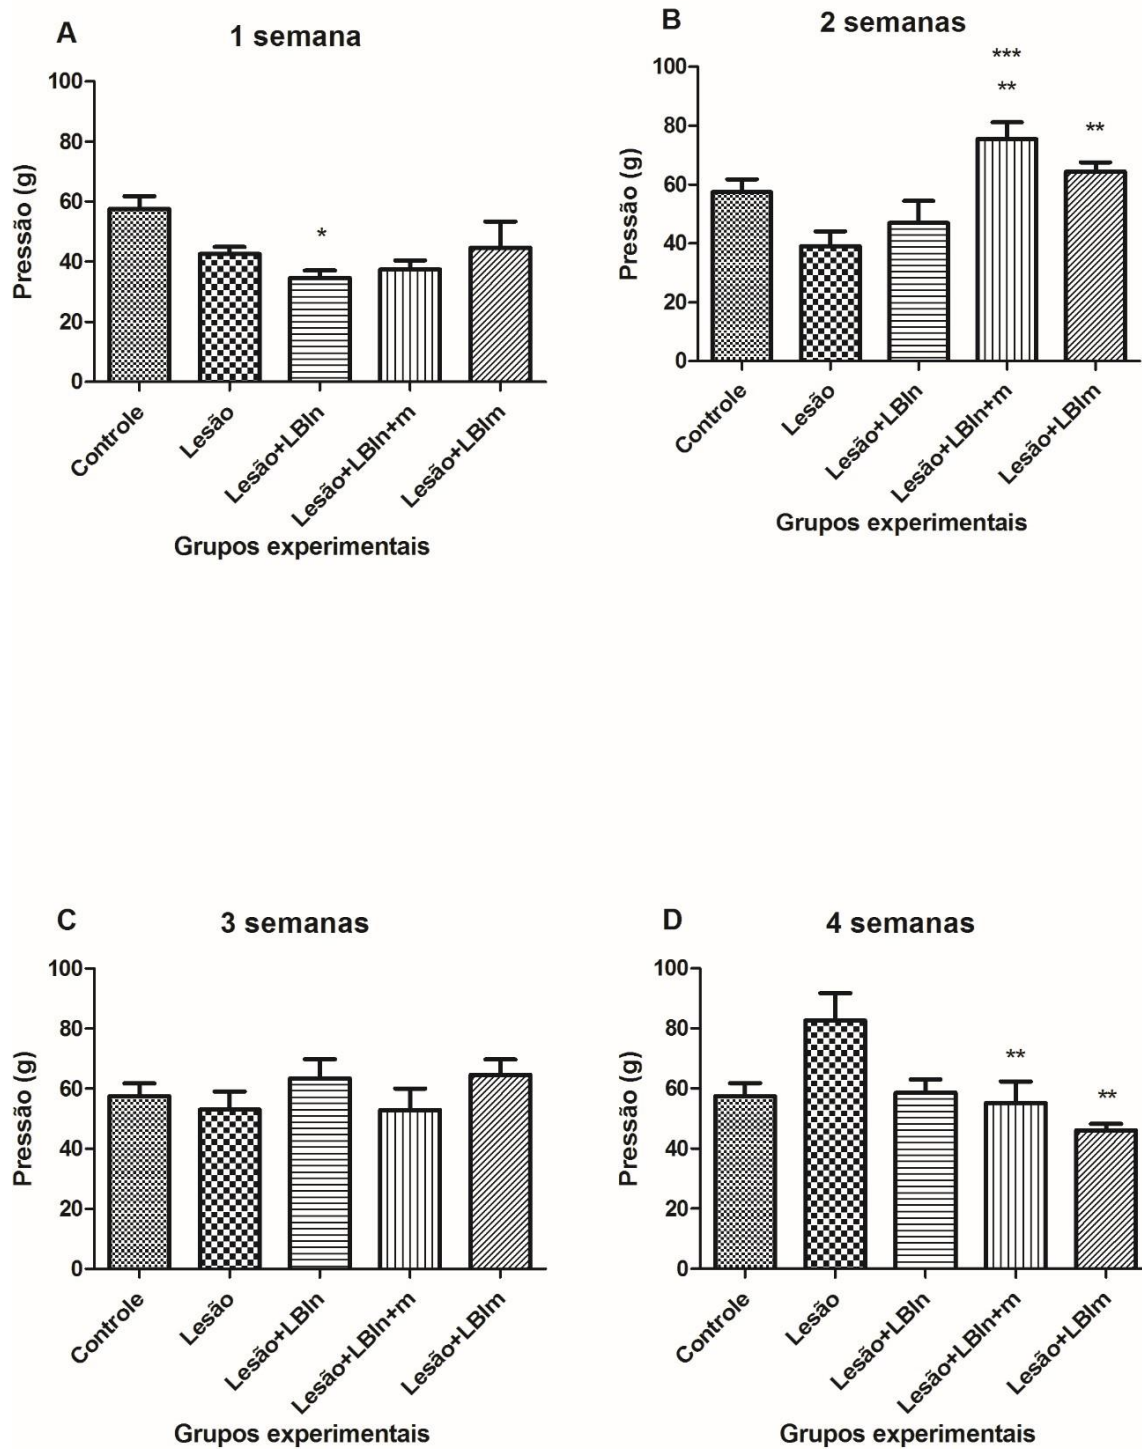 A
1 semana
100
80
60
40
20
0
Pressão (g)
*
Controle
Lesão
Lesão+LBIn
Lesão+LBIn+m
Lesão+LBIm
Grupos experimentais
B
2 semanas
100
80
60
40
20
0
Pressão (g)
***
**
**
Controle
Lesão
Lesão+LBIn
Lesão+LBIn+m
Lesão+LBIm
Grupos experimentais
C
3 semanas
100
80
60
40
20
0
Pressão (g)
Controle
Lesão
Lesão+LBIn
Lesão+LBIn+m
Lesão+LBIm
Grupos experimentais
D
4 semanas
100
80
60
40
20
0
Pressão (g)
**
**
Controle
Lesão
Lesão+LBIn
Lesão+LBIn+m
Lesão+LBIm
Grupos experimentais